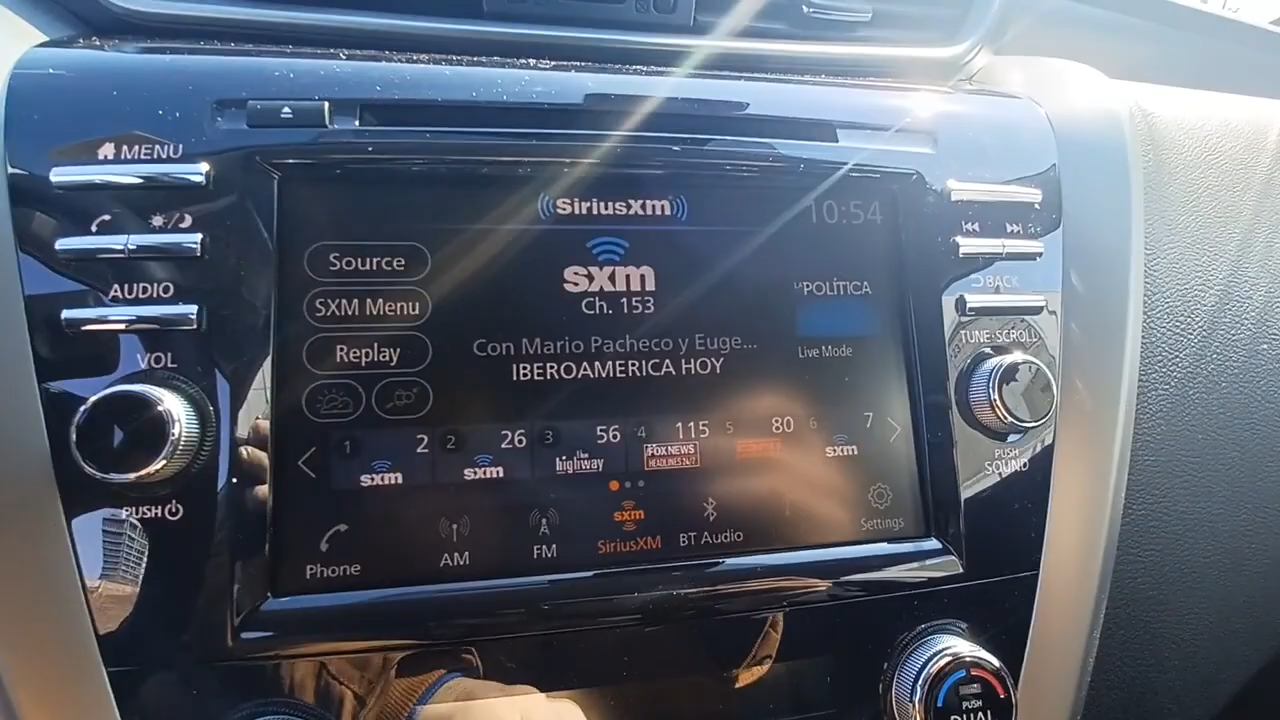 MENU
AUDIO
VOL
PUSH
SiriusXM
10:54
Source
SXM Menu
Replay
sxm
Ch. 153
Con Mario Pacheco y Euge...
IBEROAMERICA HOY
LA POLÍTICA
Live Mode
1 2 sxm
2 26 sxm
3 56 the highway
4 115 FOX NEWS HEADLINES 24/7
5 80
6 7 sxm
Phone
AM
FM
sxm
SiriusXM
BT Audio
Settings
BACK
TUNE·SCROLL
PUSH
SOUND
PUSH
DUAL